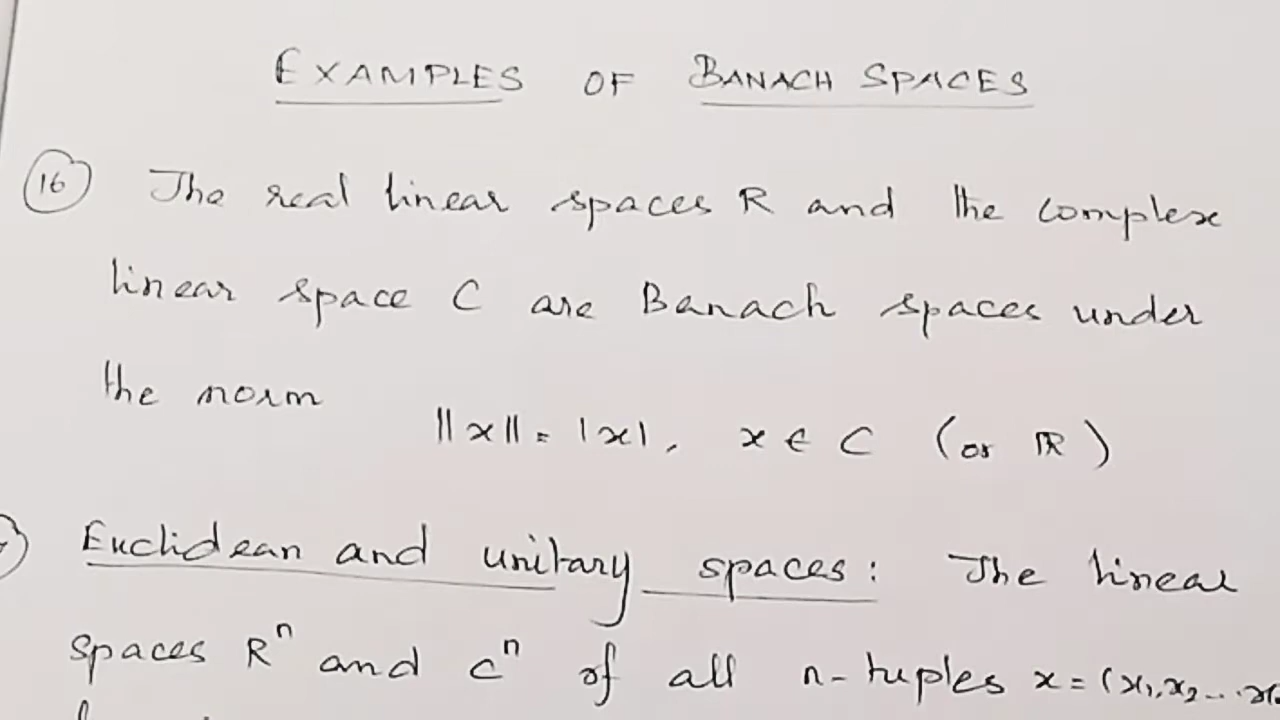 EXAMPLES OF BANACH SPACES
16 The real linear spaces R and the complex
linear space C are Banach spaces under
the norm
||x|| = |x|, x ∈ C (or ℝ)
Euclidean and unitary spaces: The linear
spaces Rⁿ and Cⁿ of all n-tuples x = (x₁, x₂ ...